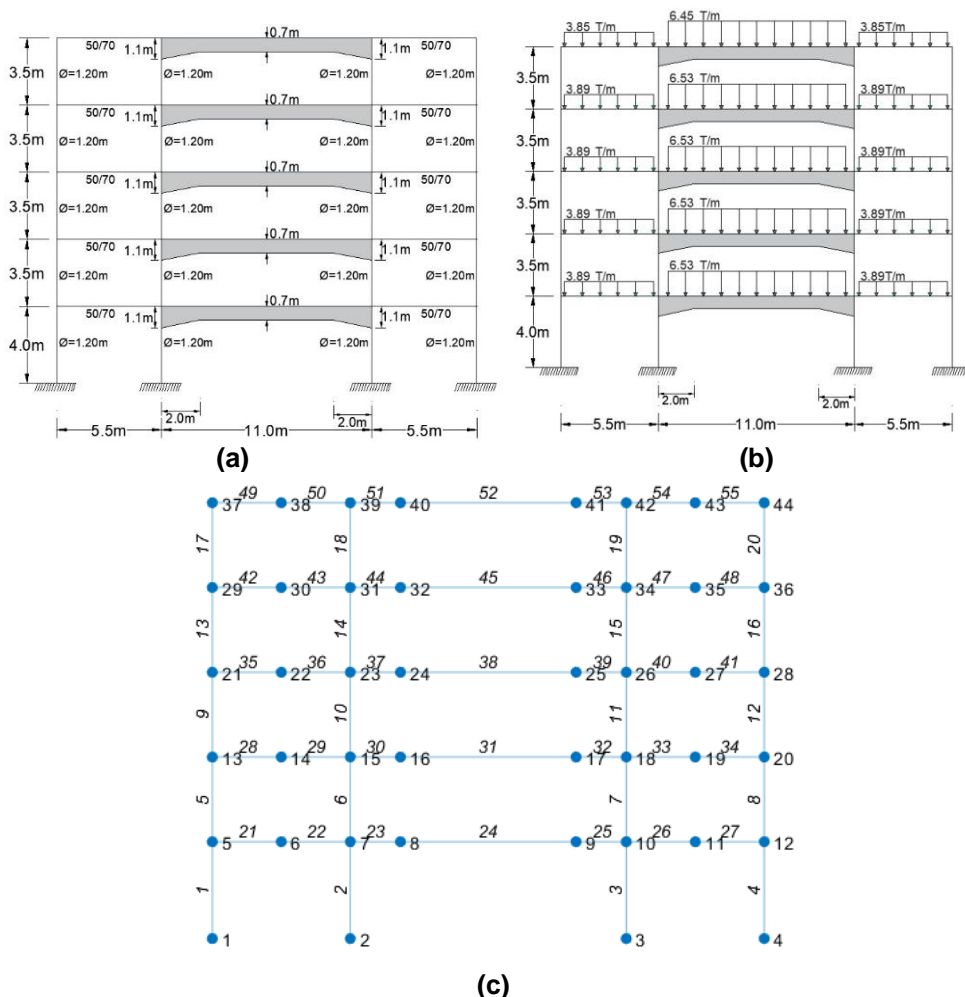 50/70 1.1m 0.7m 1.1m 50/70
3.5m Ø=1.20m Ø=1.20m Ø=1.20m Ø=1.20m
50/70 1.1m 0.7m 1.1m 50/70
3.5m Ø=1.20m Ø=1.20m Ø=1.20m Ø=1.20m
50/70 1.1m 0.7m 1.1m 50/70
3.5m Ø=1.20m Ø=1.20m Ø=1.20m Ø=1.20m
50/70 1.1m 0.7m 1.1m 50/70
3.5m Ø=1.20m Ø=1.20m Ø=1.20m Ø=1.20m
50/70 1.1m 0.7m 1.1m 50/70
4.0m Ø=1.20m Ø=1.20m Ø=1.20m Ø=1.20m
2.0m 2.0m
5.5m 11.0m 5.5m
(a)
3.85 T/m 6.45 T/m 3.85T/m
3.5m
3.89 T/m 6.53 T/m 3.89T/m
3.5m
3.89 T/m 6.53 T/m 3.89T/m
3.5m
3.89 T/m 6.53 T/m 3.89T/m
3.5m
3.89 T/m 6.53 T/m 3.89T/m
4.0m
2.0m 2.0m
5.5m 11.0m 5.5m
(b)
49 50 51 52 53 54 55
37 38 39 40 41 42 43 44
17 18 19 20
42 43 44 45 46 47 48
29 30 31 32 33 34 35 36
13 14 15 16
35 36 37 38 39 40 41
21 22 23 24 25 26 27 28
9 10 11 12
28 29 30 31 32 33 34
13 14 15 16 17 18 19 20
5 6 7 8
21 22 23 24 25 26 27
5 6 7 8 9 10 11 12
1 2 3 4
1 2 3 4
(c)